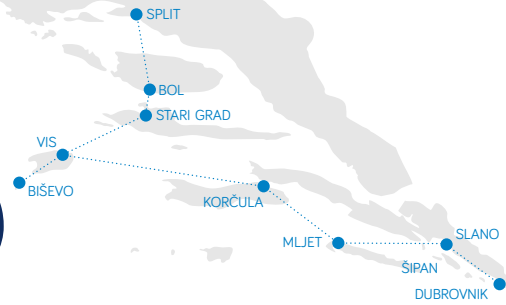 SPLIT
BOL
STARI GRAD
VIS
BIŠEVO
KORČULA
MLJET
SLANO
ŠIPAN
DUBROVNIK